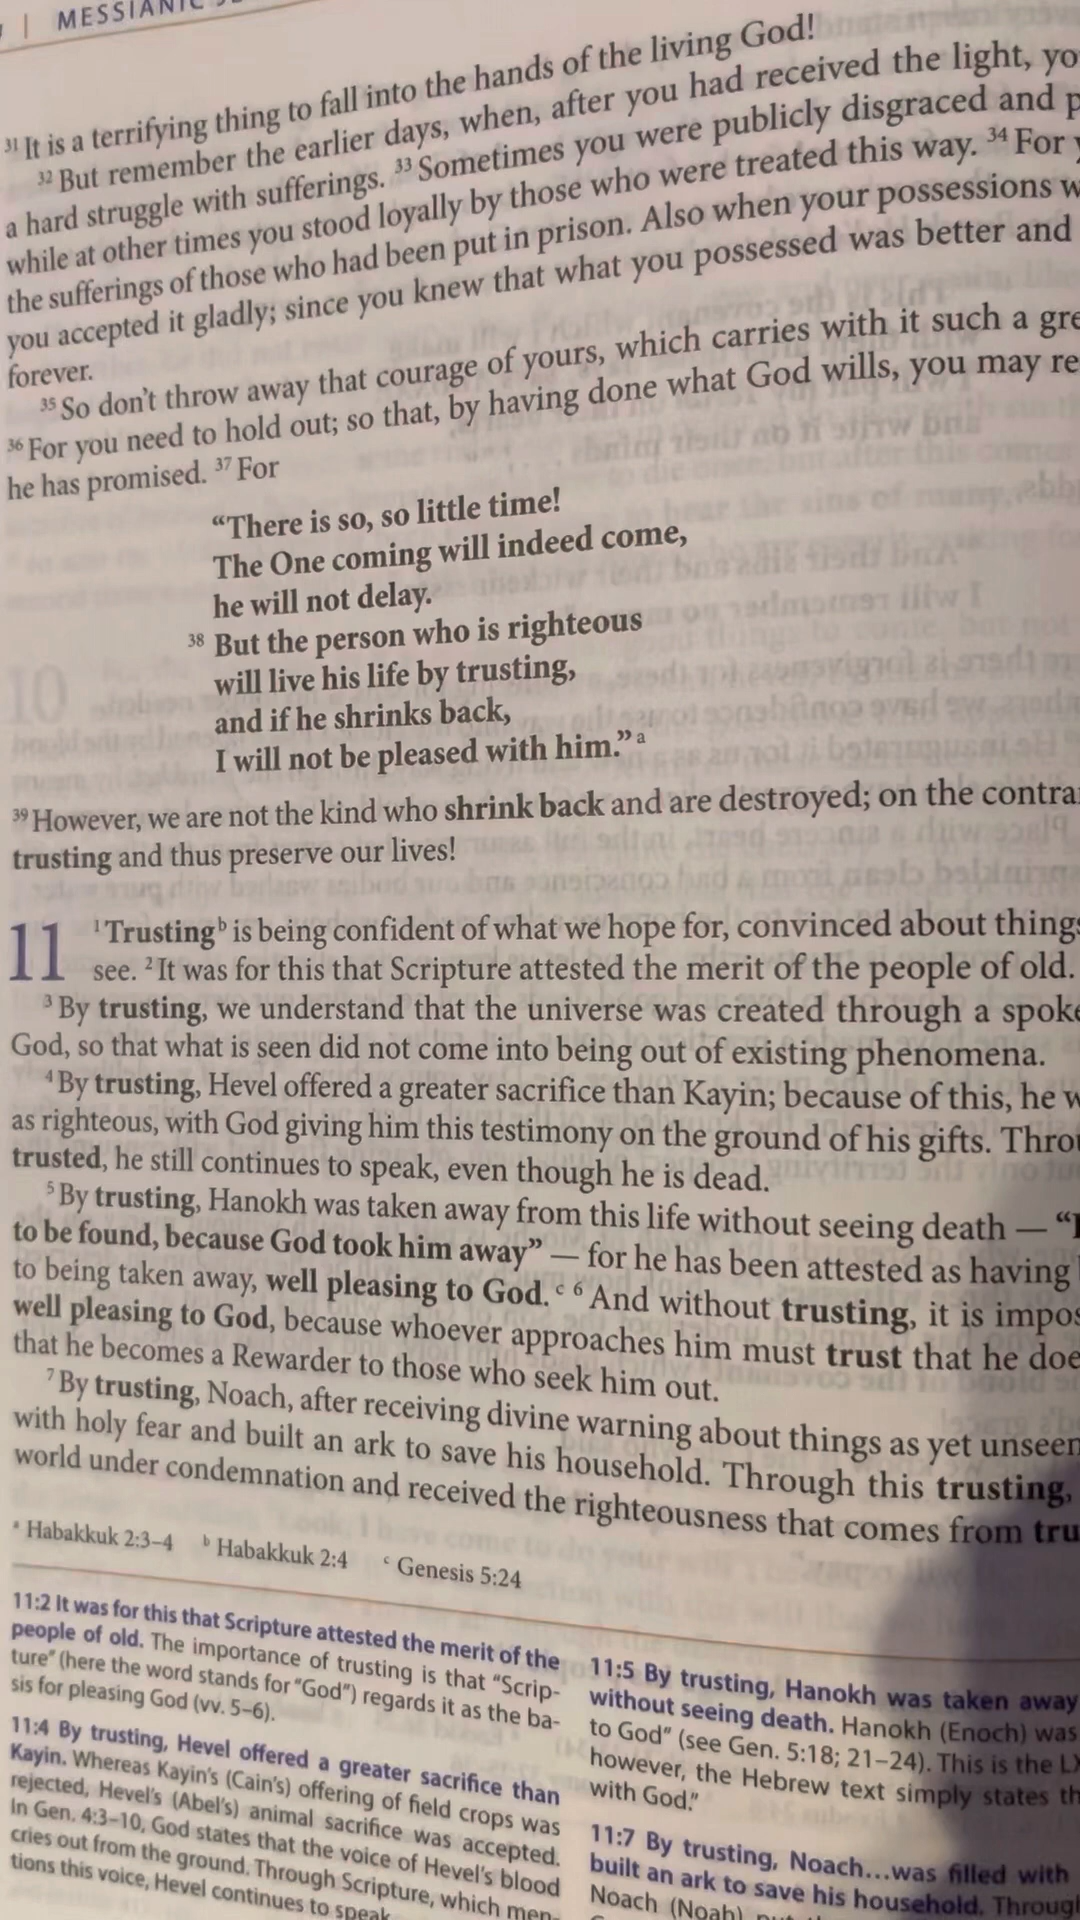 MESSIANIC
31 It is a terrifying thing to fall into the hands of the living God!
32 But remember the earlier days, when, after you had received the light,
a hard struggle with sufferings. 33 Sometimes you were publicly disgraced and
while at other times you stood loyally by those who were treated this way. 34 For
the sufferings of those who had been put in prison. Also when your possessions
you accepted it gladly; since you knew that what you possessed was better and
forever.
35 So don't throw away that courage of yours, which carries with it such a
36 For you need to hold out; so that, by having done what God wills, you may
he has promised. 37 For
“There is so, so little time!
The One coming will indeed come,
he will not delay.
38 But the person who is righteous
will live his life by trusting,
and if he shrinks back,
I will not be pleased with him.” a
39 However, we are not the kind who shrink back and are destroyed; on the
trusting and thus preserve our lives!
11 1 Trusting b is being confident of what we hope for, convinced about things
see. 2 It was for this that Scripture attested the merit of the people of old.
3 By trusting, we understand that the universe was created through a
God, so that what is seen did not come into being out of existing phenomena.
4 By trusting, Hevel offered a greater sacrifice than Kayin; because of this, he
as righteous, with God giving him this testimony on the ground of his gifts.
trusted, he still continues to speak, even though he is dead.
5 By trusting, Hanokh was taken away from this life without seeing death —
to be found, because God took him away” — for he has been attested as having
to being taken away, well pleasing to God. c 6 And without trusting, it is
well pleasing to God, because whoever approaches him must trust that he
that he becomes a Rewarder to those who seek him out.
7 By trusting, Noach, after receiving divine warning about things as yet unseen
with holy fear and built an ark to save his household. Through this trusting,
world under condemnation and received the righteousness that comes from
a Habakkuk 2:3–4 b Habakkuk 2:4 c Genesis 5:24
11:2 It was for this that Scripture attested the merit of the
people of old. The importance of trusting is that “Scrip-
ture” (here the word stands for “God”) regards it as the ba-
sis for pleasing God (vv. 5–6).
11:4 By trusting, Hevel offered a greater sacrifice than
Kayin. Whereas Kayin's (Cain's) offering of field crops was
rejected, Hevel's (Abel's) animal sacrifice was accepted.
In Gen. 4:3–10, God states that the voice of Hevel's blood
cries out from the ground. Through Scripture, which men-
tions this voice, Hevel continues to speak
11:5 By trusting, Hanokh was taken away
without seeing death. Hanokh (Enoch) was
to God” (see Gen. 5:18; 21–24). This is the
however, the Hebrew text simply states
with God.”
11:7 By trusting, Noach...was filled with
built an ark to save his household.
Noach (Noah)